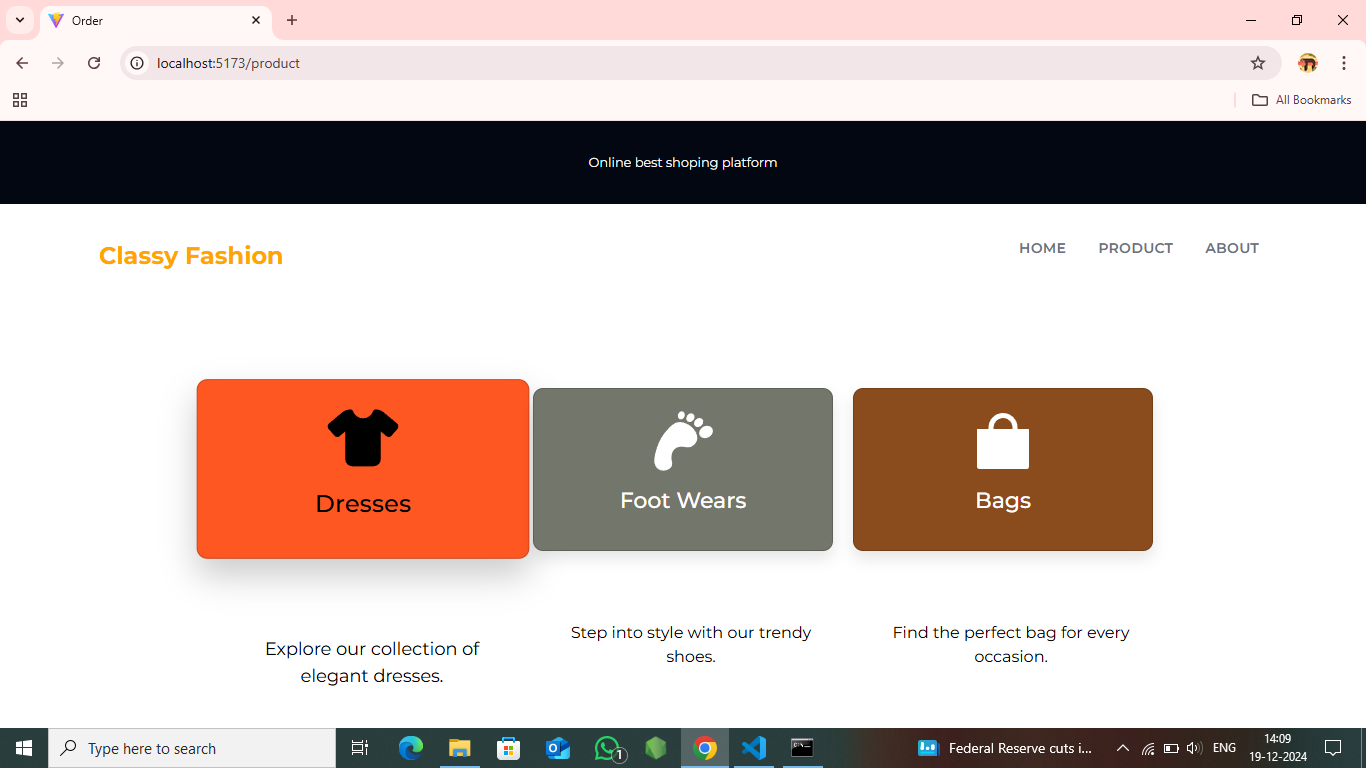 Order
localhost:5173/product
All Bookmarks
Online best shoping platform
Classy Fashion
HOME PRODUCT ABOUT
Dresses
Foot Wears
Bags
Explore our collection of
elegant dresses.
Step into style with our trendy
shoes.
Find the perfect bag for every
occasion.
Type here to search
1
Federal Reserve cuts i...
ENG
14:09
19-12-2024